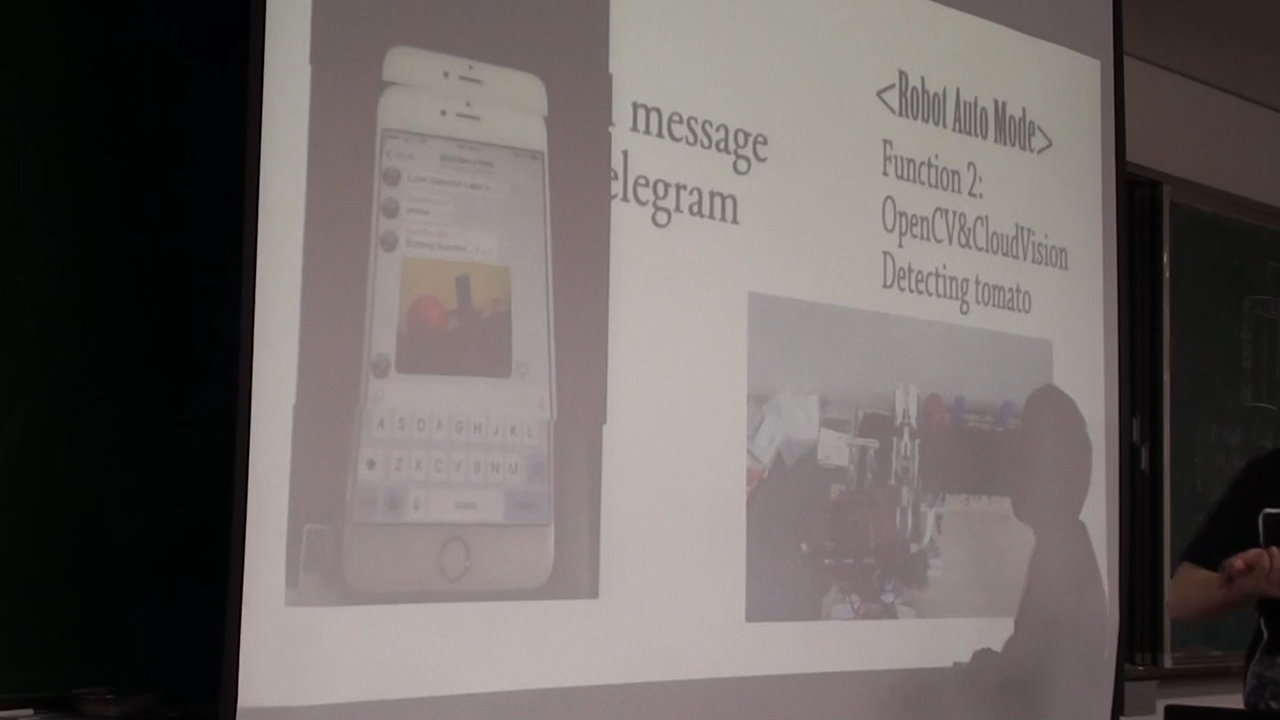 message
elegram
<Robot Auto Mode>
Function 2:
OpenCV&CloudVision
Detecting tomato
A S D F G H J K L
Z X C V B N M